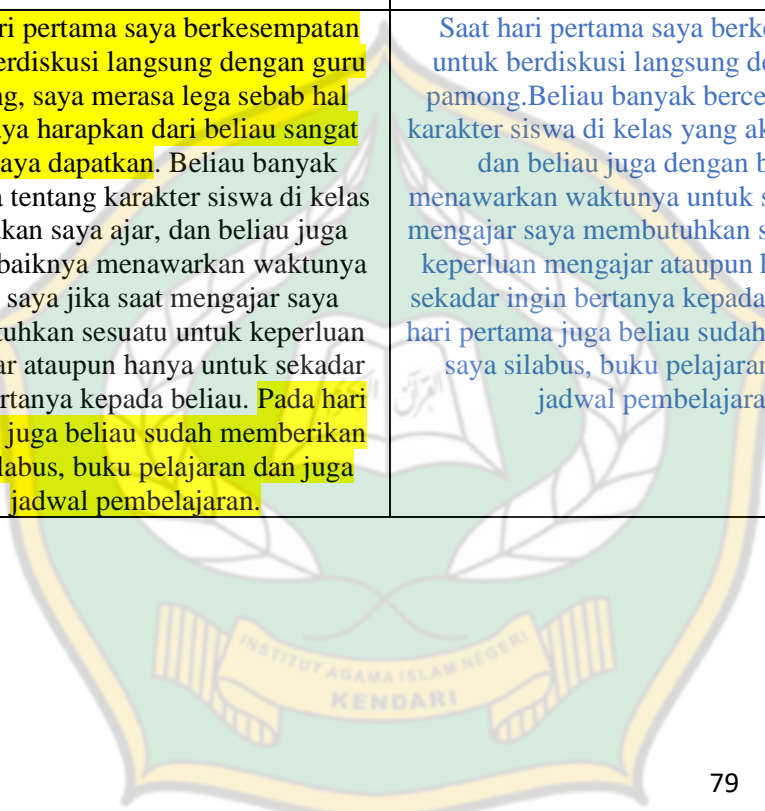 ri pertama saya berkesempatan
erdiskusi langsung dengan guru
ng, saya merasa lega sebab hal
ya harapkan dari beliau sangat
aya dapatkan. Beliau banyak
a tentang karakter siswa di kelas
kan saya ajar, dan beliau juga
baiknya menawarkan waktunya
saya jika saat mengajar saya
tuhkan sesuatu untuk keperluan
ar ataupun hanya untuk sekadar
rtanya kepada beliau. Pada hari
juga beliau sudah memberikan
labus, buku pelajaran dan juga
jadwal pembelajaran.
Saat hari pertama saya berke
untuk berdiskusi langsung de
pamong.Beliau banyak berce
karakter siswa di kelas yang ak
dan beliau juga dengan b
menawarkan waktunya untuk s
mengajar saya membutuhkan s
keperluan mengajar ataupun h
sekadar ingin bertanya kepada
hari pertama juga beliau sudah
saya silabus, buku pelajaran
jadwal pembelajara
INSTITUT AGAMA ISLAM NEGERI
KENDARI
79